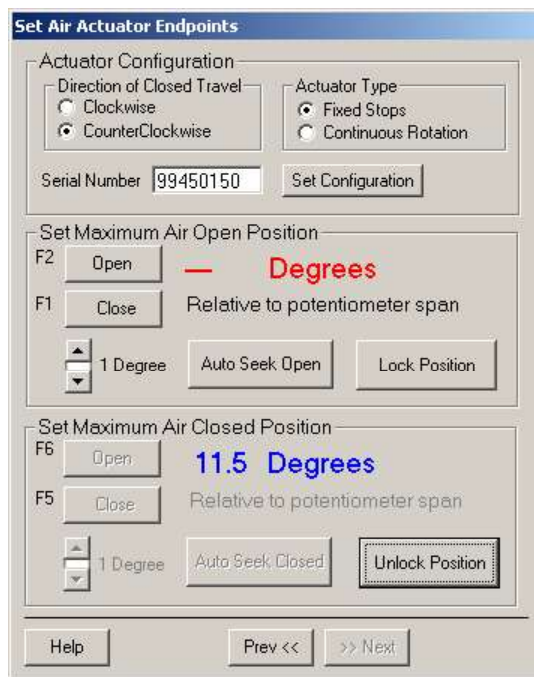 Set Air Actuator Endpoints
Actuator Configuration
Direction of Closed Travel
Clockwise
CounterClockwise
Actuator Type
Fixed Stops
Continuous Rotation
Serial Number 99450150 Set Configuration
Set Maximum Air Open Position
F2 Open — Degrees
F1 Close Relative to potentiometer span
1 Degree Auto Seek Open Lock Position
Set Maximum Air Closed Position
F6 Open 11.5 Degrees
F5 Close Relative to potentiometer span
1 Degree Auto Seek Closed Unlock Position
Help Prev << >> Next